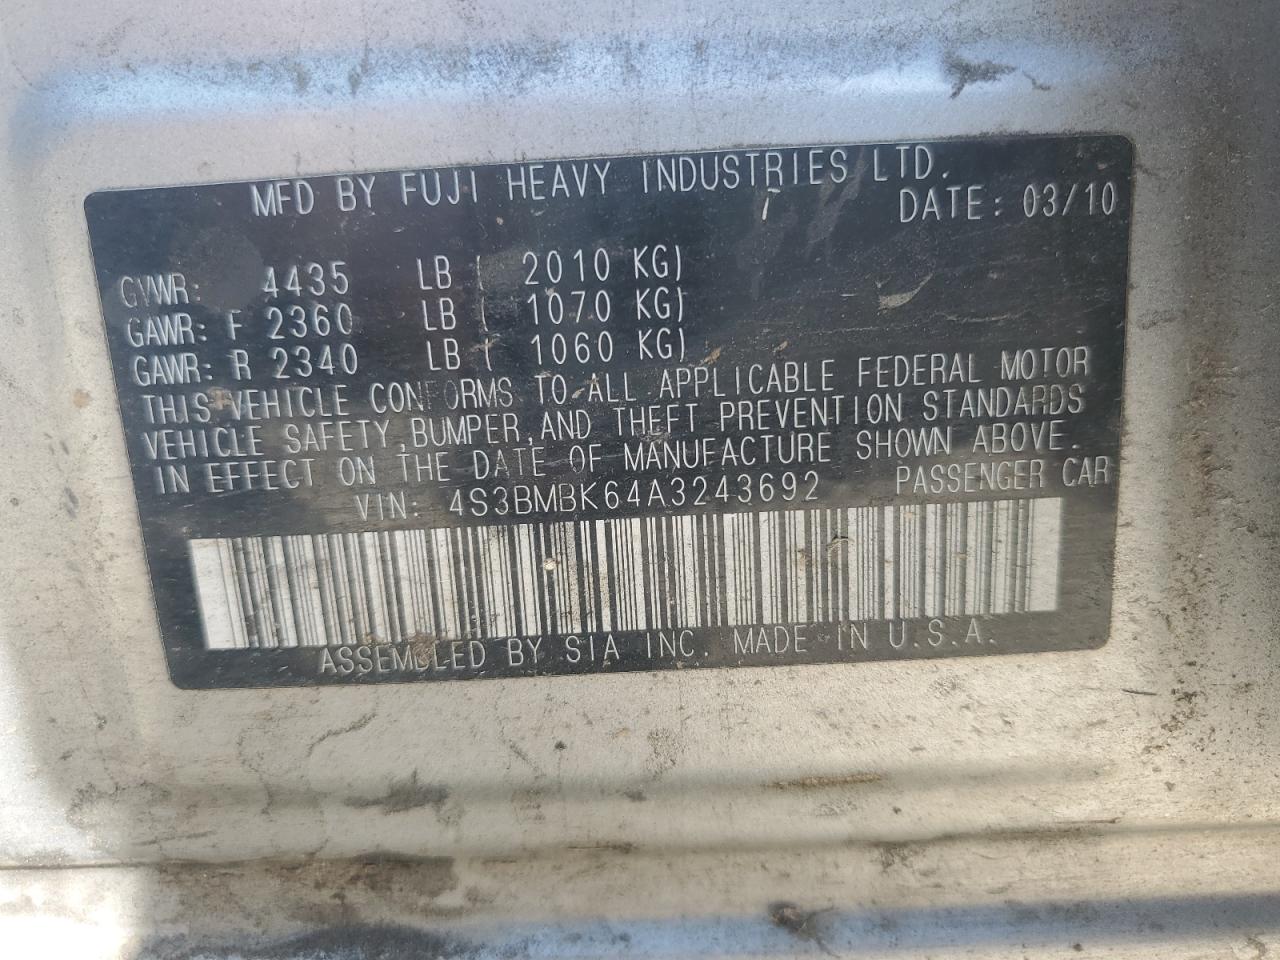 MFD BY FUJI HEAVY INDUSTRIES LTD.
DATE: 03/10
GVWR: 4435 LB ( 2010 KG)
GAWR: F 2360 LB ( 1070 KG)
GAWR: R 2340 LB ( 1060 KG)
THIS VEHICLE CONFORMS TO ALL APPLICABLE FEDERAL MOTOR
VEHICLE SAFETY, BUMPER, AND THEFT PREVENTION STANDARDS
IN EFFECT ON THE DATE OF MANUFACTURE SHOWN ABOVE.
VIN: 4S3BMBK64A3243692 PASSENGER CAR
ASSEMBLED BY SIA INC. MADE IN U.S.A.